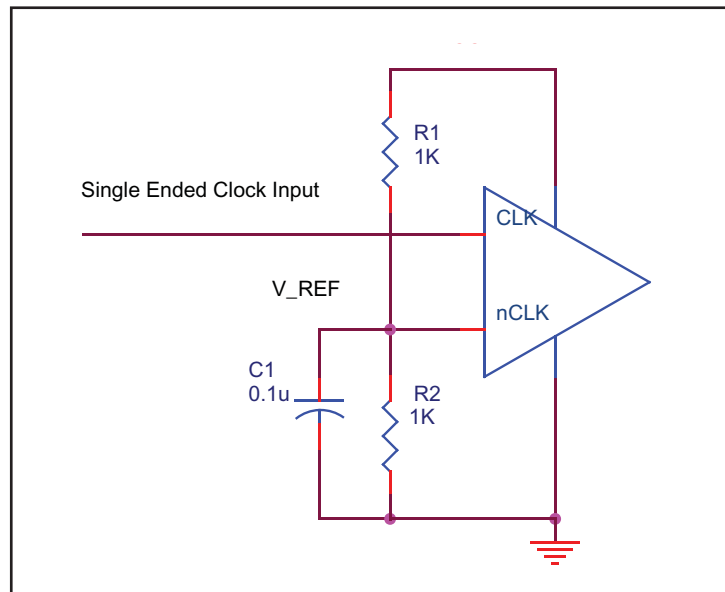 R1
1K
Single Ended Clock Input
CLK
V_REF
nCLK
C1
0.1u
R2
1K